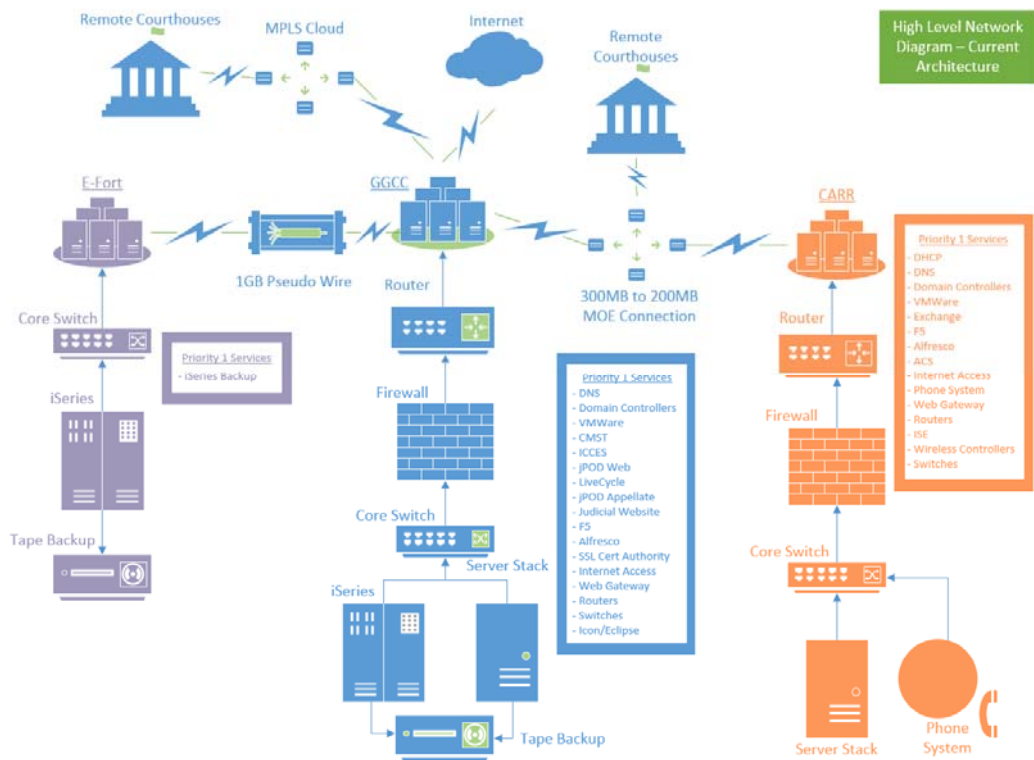 Remote Courthouses
MPLS Cloud
Internet
Remote
Courthouses
High Level Network
Diagram – Current
Architecture
E-Fort
GGCC
CARR
1GB Pseudo Wire
300MB to 200MB
MOE Connection
Core Switch
Priority 1 Services
- iSeries Backup
iSeries
Tape Backup
Router
Firewall
Core Switch
Server Stack
iSeries
Tape Backup
Priority 1 Services
- DNS
- Domain Controllers
- VMWare
- CMST
- ICCES
- jPOD Web
- LiveCycle
- jPOD Appellate
- Judicial Website
- F5
- Alfresco
- SSL Cert Authority
- Internet Access
- Web Gateway
- Routers
- Switches
- Icon/Eclipse
Router
Firewall
Core Switch
Server Stack
Phone
System
Priority 1 Services
- DHCP
- DNS
- Domain Controllers
- VMWare
- Exchange
- F5
- Alfresco
- ACS
- Internet Access
- Phone System
- Web Gateway
- Routers
- ISE
- Wireless Controllers
- Switches